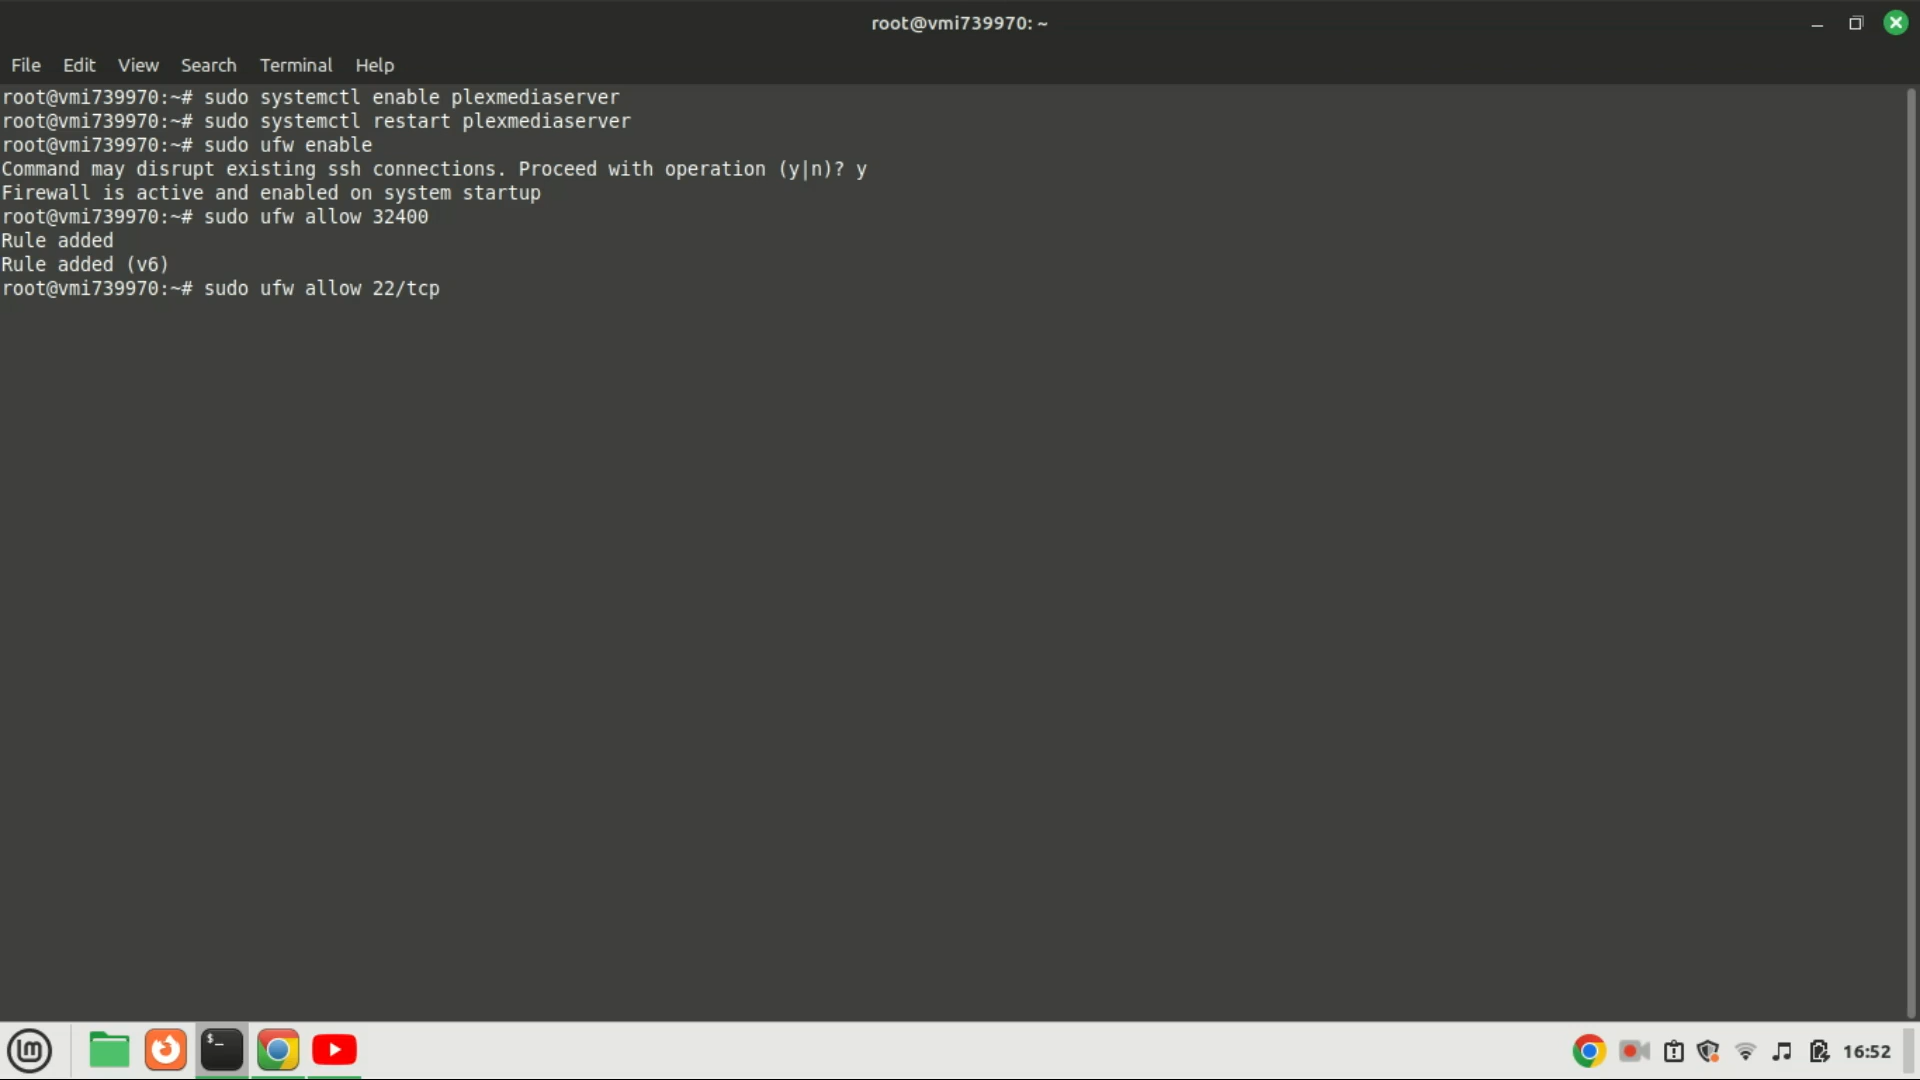 root@vmi739970: ~
File Edit View Search Terminal Help
root@vmi739970:~# sudo systemctl enable plexmediaserver
root@vmi739970:~# sudo systemctl restart plexmediaserver
root@vmi739970:~# sudo ufw enable
Command may disrupt existing ssh connections. Proceed with operation (y|n)? y
Firewall is active and enabled on system startup
root@vmi739970:~# sudo ufw allow 32400
Rule added
Rule added (v6)
root@vmi739970:~# sudo ufw allow 22/tcp
$_
16:52